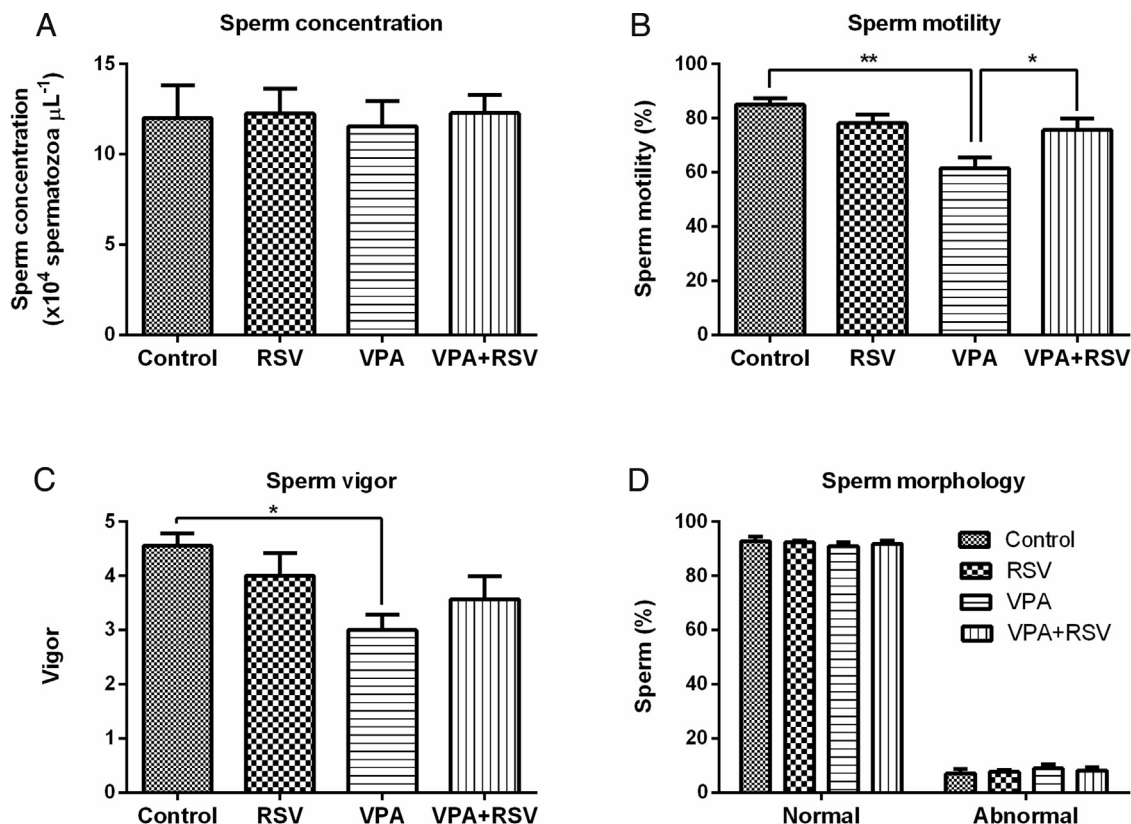 A
Sperm concentration
Sperm concentration
(x10⁴ spermatozoa μL⁻¹)
15
10
5
0
Control RSV VPA VPA+RSV
B
Sperm motility
Sperm motility (%)
100
80
60
40
20
0
** *
Control RSV VPA VPA+RSV
C
Sperm vigor
Vigor
5
4
3
2
1
0
*
Control RSV VPA VPA+RSV
D
Sperm morphology
Sperm (%)
100
80
60
40
20
0
Control
RSV
VPA
VPA+RSV
Normal Abnormal